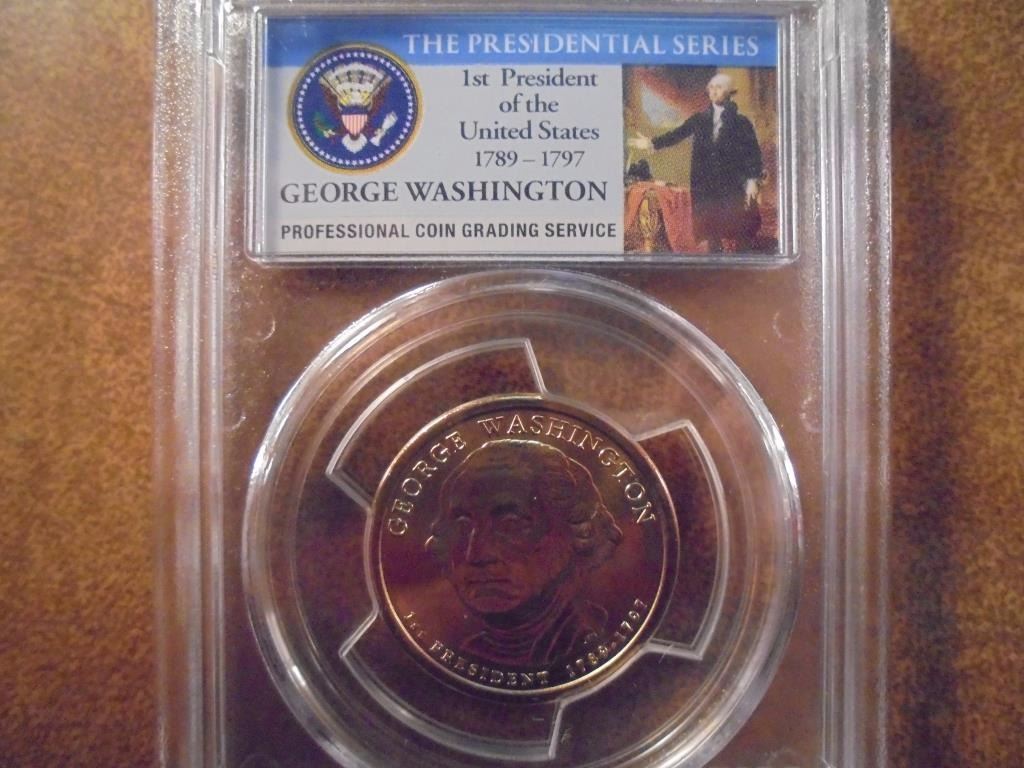 THE PRESIDENTIAL SERIES
1st President
of the
United States
1789 – 1797
GEORGE WASHINGTON
PROFESSIONAL COIN GRADING SERVICE
GEORGE WASHINGTON
1st PRESIDENT 1789-1797